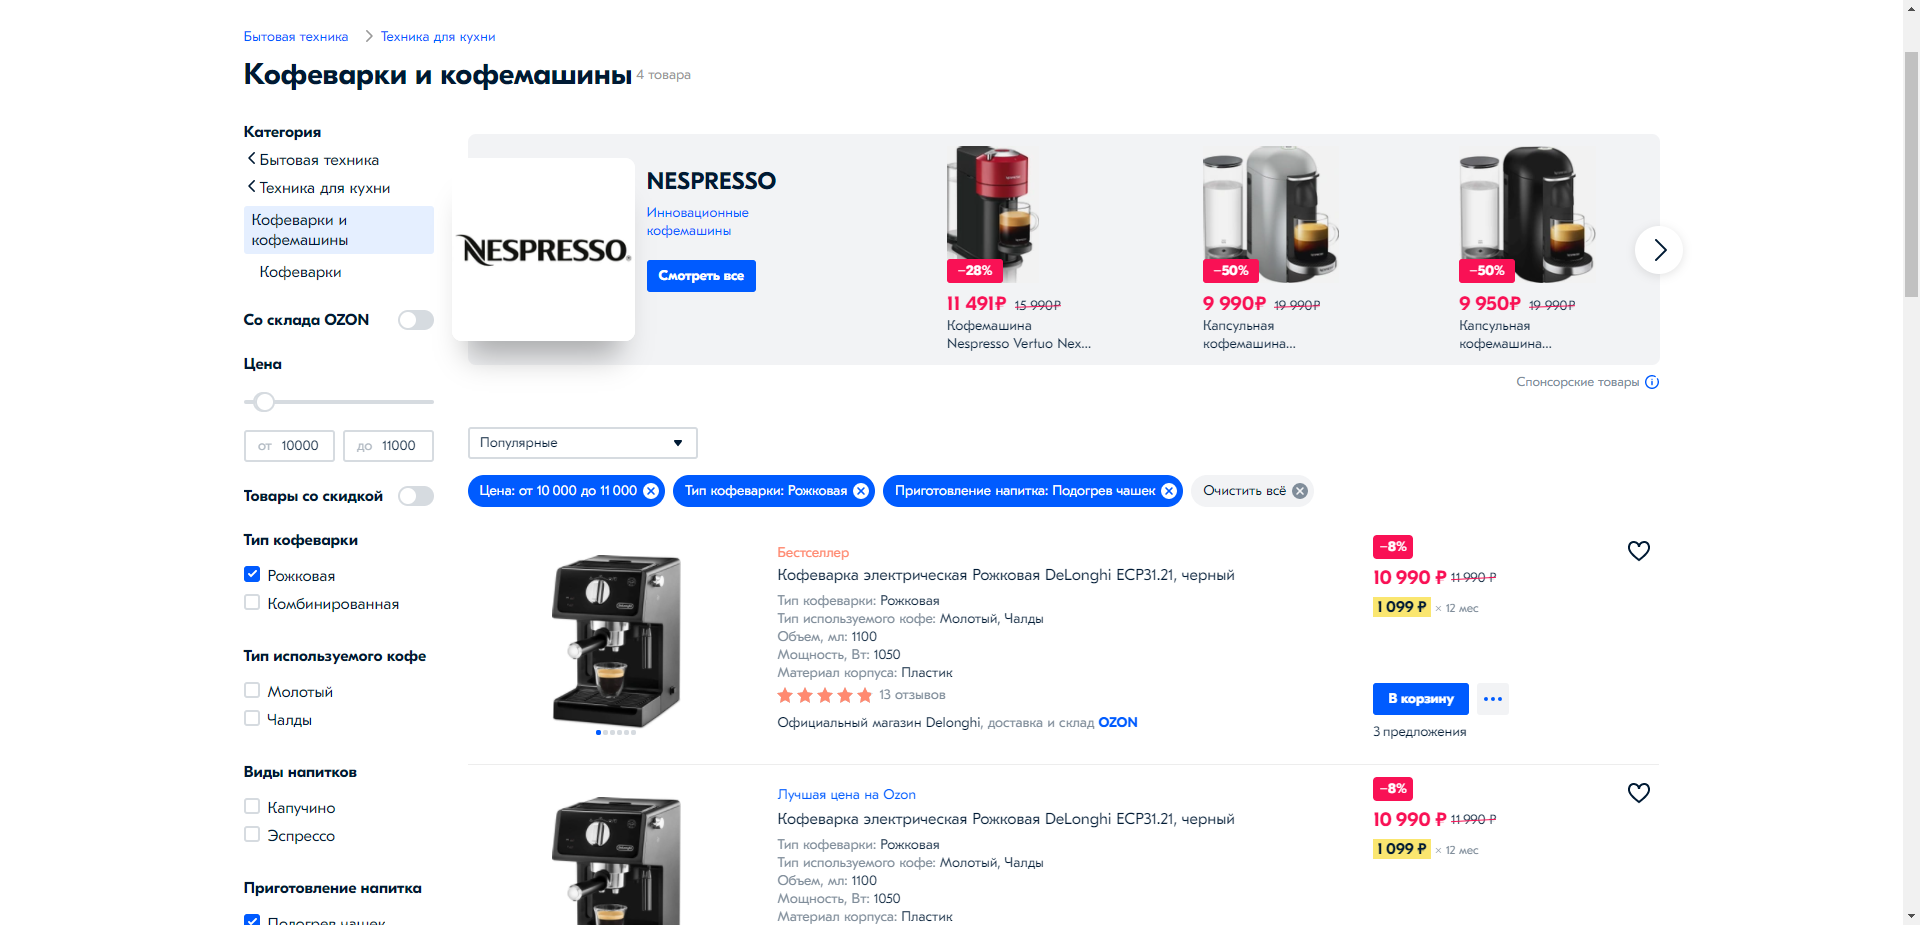 Бытовая техника
Техника для кухни
Кофеварки и кофемашины 4 товара
Категория
Бытовая техника
Техника для кухни
Кофеварки и
кофемашины
Кофеварки
Со склада OZON
Цена
от 10000
до 11000
Товары со скидкой
Тип кофеварки
Рожковая
Комбинированная
Тип используемого кофе
Молотый
Чалды
Виды напитков
Капучино
Эспрессо
Приготовление напитка
Подогрев чашек
NESPRESSO
NESPRESSO
Инновационные
кофемашины
Смотреть все
−28%
11 491₽ 15 990₽
Кофемашина
Nespresso Vertuo Nex...
−50%
9 990₽ 19 990₽
Капсульная
кофемашина...
−50%
9 950₽ 19 990₽
Капсульная
кофемашина...
Спонсорские товары
Популярные
Цена: от 10 000 до 11 000
Тип кофеварки: Рожковая
Приготовление напитка: Подогрев чашек
Очистить всё
Бестселлер
Кофеварка электрическая Рожковая DeLonghi ECP31.21, черный
Тип кофеварки: Рожковая
Тип используемого кофе: Молотый, Чалды
Объем, мл: 1100
Мощность, Вт: 1050
Материал корпуса: Пластик
13 отзывов
Официальный магазин Delonghi, доставка и склад OZON
−8%
10 990 ₽ 11 990 ₽
1 099 ₽ × 12 мес
В корзину
3 предложения
Лучшая цена на Ozon
Кофеварка электрическая Рожковая DeLonghi ECP31.21, черный
Тип кофеварки: Рожковая
Тип используемого кофе: Молотый, Чалды
Объем, мл: 1100
Мощность, Вт: 1050
Материал корпуса: Пластик
−8%
10 990 ₽ 11 990 ₽
1 099 ₽ × 12 мес